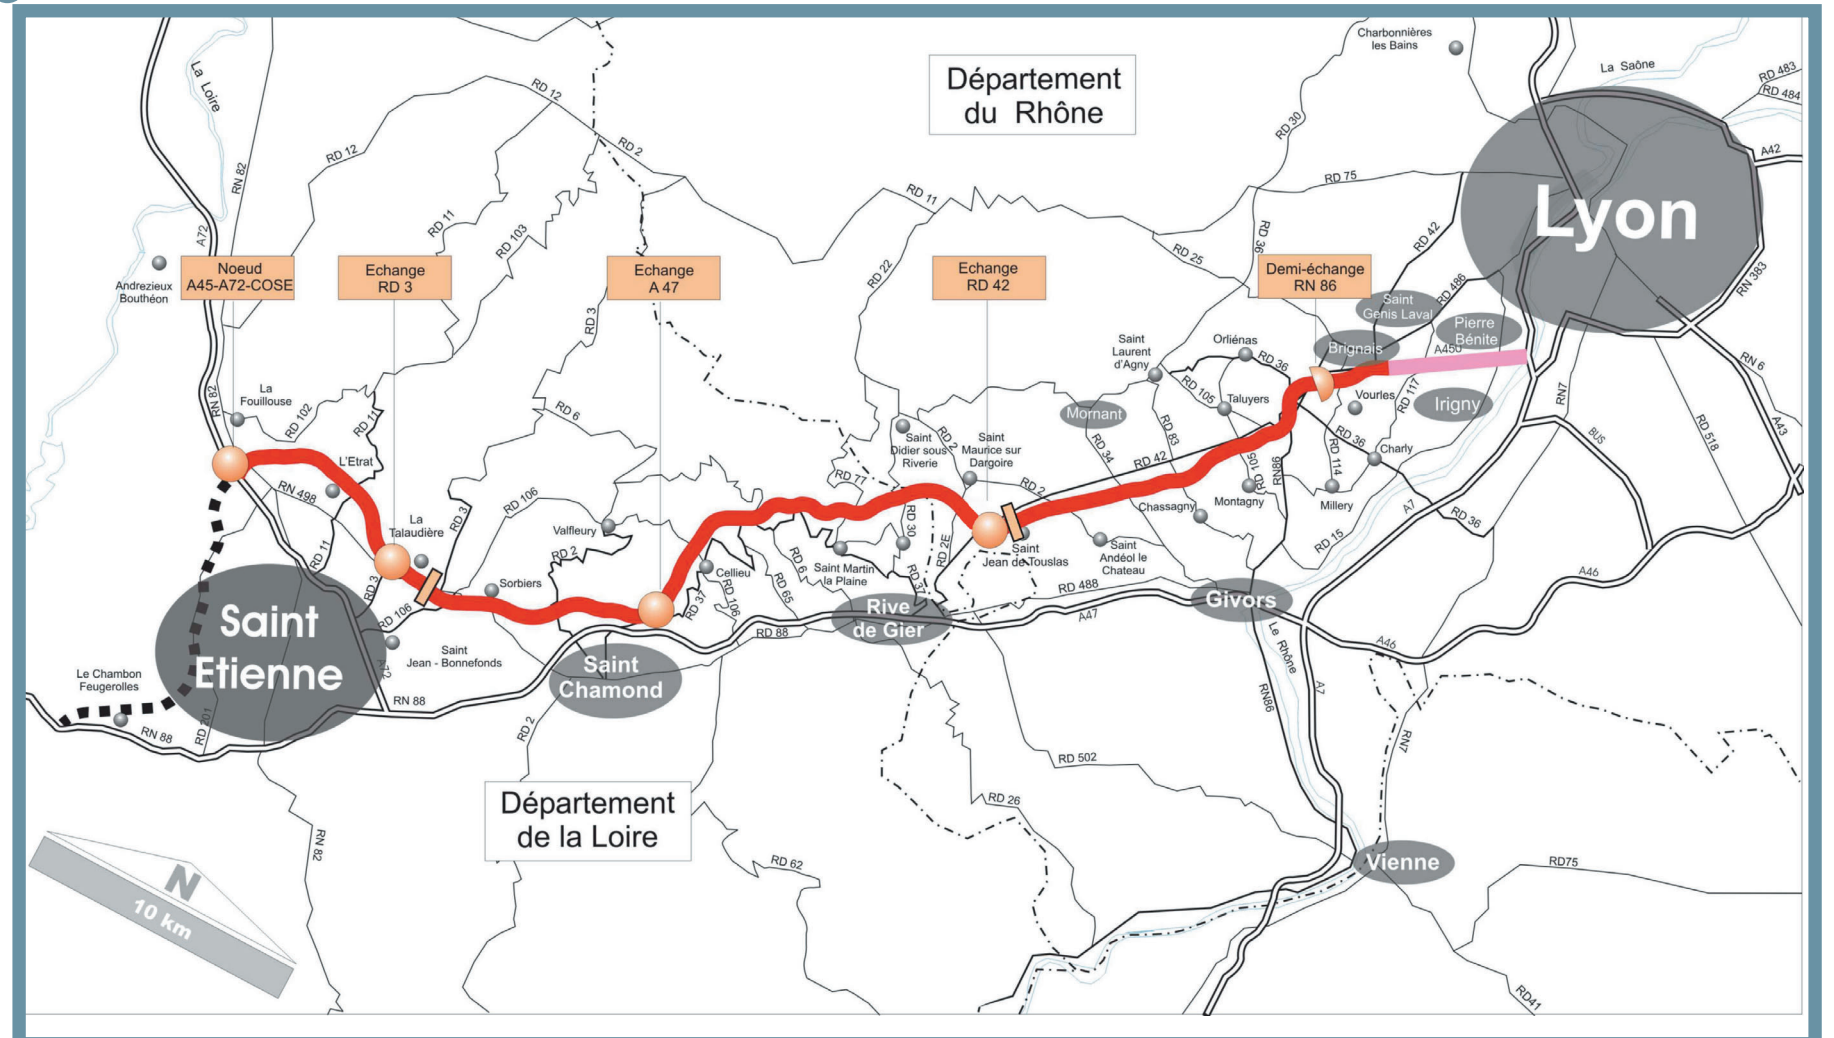 Charbonnières
les Bains
La Saône
RD 483
RD 484
Département
du Rhône
La Loire
RD 12
RD 2
RD 12
RN 82
RD 30
A42
RD 75
Lyon
RD 11
RD 11
RD 103
A72
RD 36
RD 42
RD 25
RD 22
Noeud
A45-A72-COSE
Echange
RD 3
Echange
A 47
Echange
RD 42
Demi-échange
RN 86
RD 486
RN 383
Andrezieux
Bouthéon
RD 3
Saint
Genis Laval
Pierre
Bénite
Brignais
A450
RN 6
Saint
Laurent
d'Agny
Orliénas
RD 36
RD 105
Taluyers
Vourles
RD 117
Irigny
RN7
A43
RD 518
BUS
La
Fouillouse
RN 82
RD 102
RD 11
RD 6
Mornant
RD 34
RD 83
RD 42
RD 36
Charly
L'Etrat
RN 498
Saint
Didier sous
Riverie
RD 2
Saint
Maurice sur
Dargoire
RD 77
RD 2
RD 105
RN86
RD 114
Montagny
Millery
Chassagny
A7
RD 36
RD 15
RD 106
RD 3
La
Talaudière
Valfleury
RD 2
RD 11
RD 30
RD 2E
Saint
Jean de Touslas
Saint
Andéol le
Chateau
Saint Martin
la Plaine
RD 6
RD 65
Cellieu
RD 106
RD 37
RD 37
Sorbiers
RD 3
RD 106
RD 488
A47
Givors
A46
A46
Rive
de Gier
RD 88
Saint
Etienne
Saint
Jean - Bonnefonds
A72
Saint
Chamond
Le Rhône
RN86
A7
RN7
Le Chambon
Feugerolles
RN 88
RN 88
RD 201
RD 2
RD 502
RD 26
Département
de la Loire
RN 82
RD 62
Vienne
RD75
RD41
N
10 km